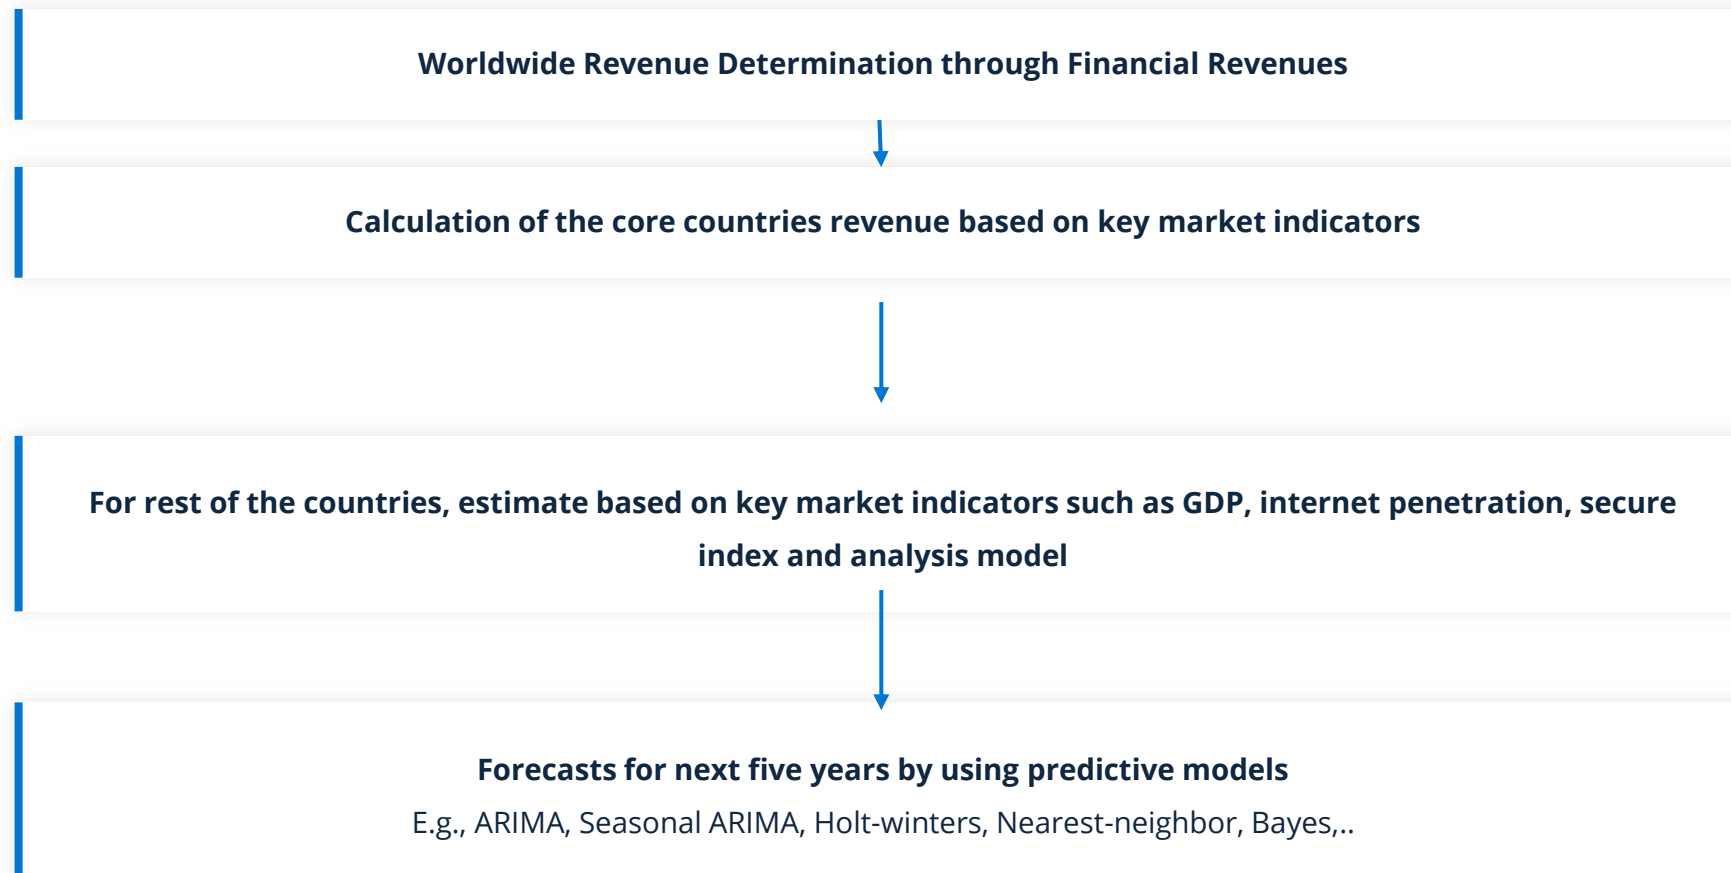 Worldwide Revenue Determination through Financial Revenues
Calculation of the core countries revenue based on key market indicators
For rest of the countries, estimate based on key market indicators such as GDP, internet penetration, secure
index and analysis model
Forecasts for next five years by using predictive models
E.g., ARIMA, Seasonal ARIMA, Holt-winters, Nearest-neighbor, Bayes,..